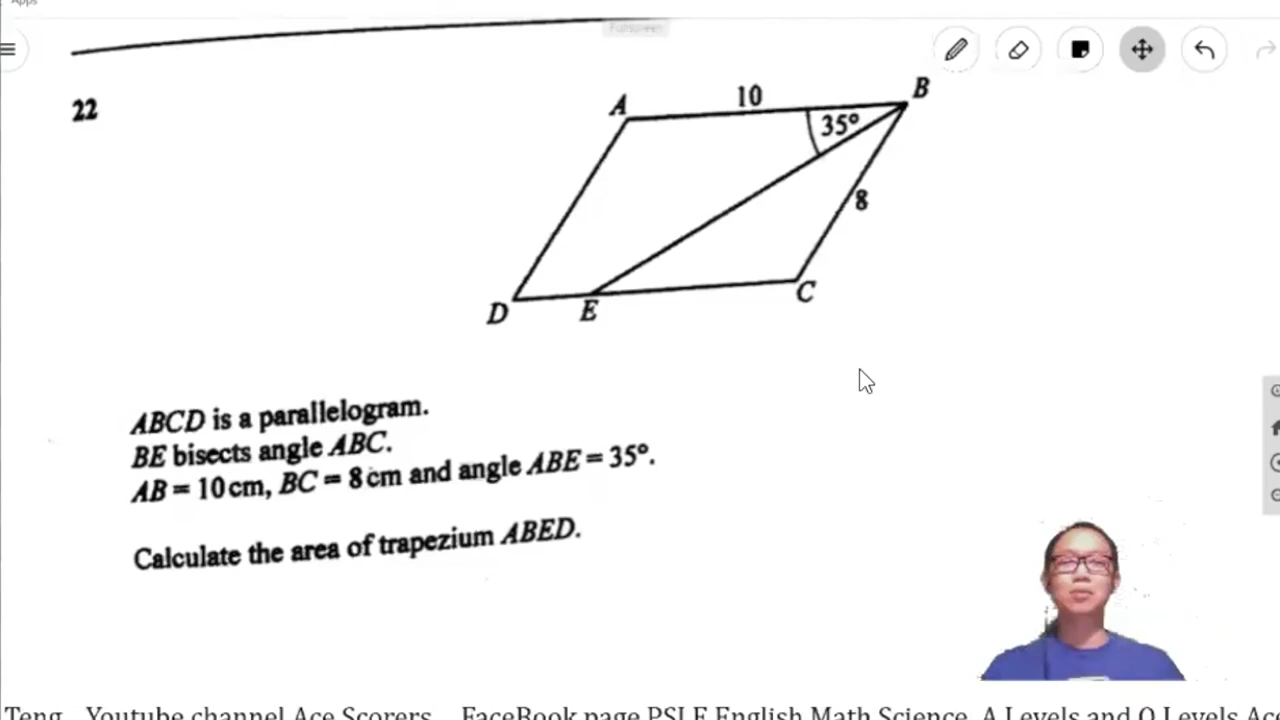 Apps
Fullscreen
22
A
10
B
35°
8
D
E
C
ABCD is a parallelogram.
BE bisects angle ABC.
AB = 10 cm, BC = 8 cm and angle ABE = 35°.
Calculate the area of trapezium ABED.
Teng Youtube channel Ace Scorers FaceBook page PSLE English Math Science A Levels and O Levels